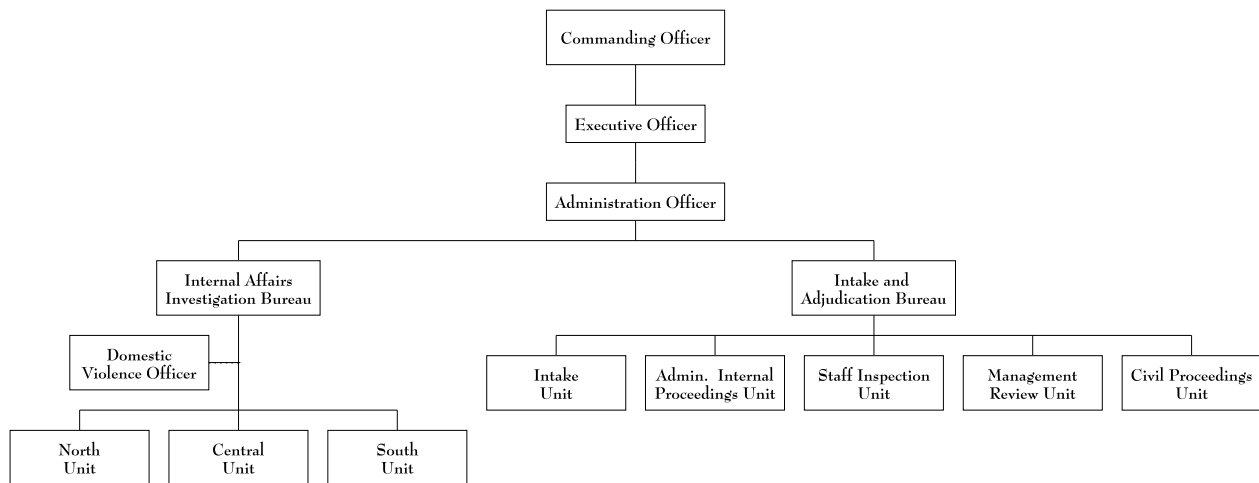 Commanding Officer
Executive Officer
Administration Officer
Internal Affairs
Investigation Bureau
Intake and
Adjudication Bureau
Domestic
Violence Officer
Intake
Unit
Admin. Internal
Proceedings Unit
Staff Inspection
Unit
Management
Review Unit
Civil Proceedings
Unit
North
Unit
Central
Unit
South
Unit